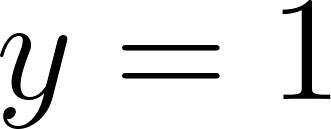 y = 1